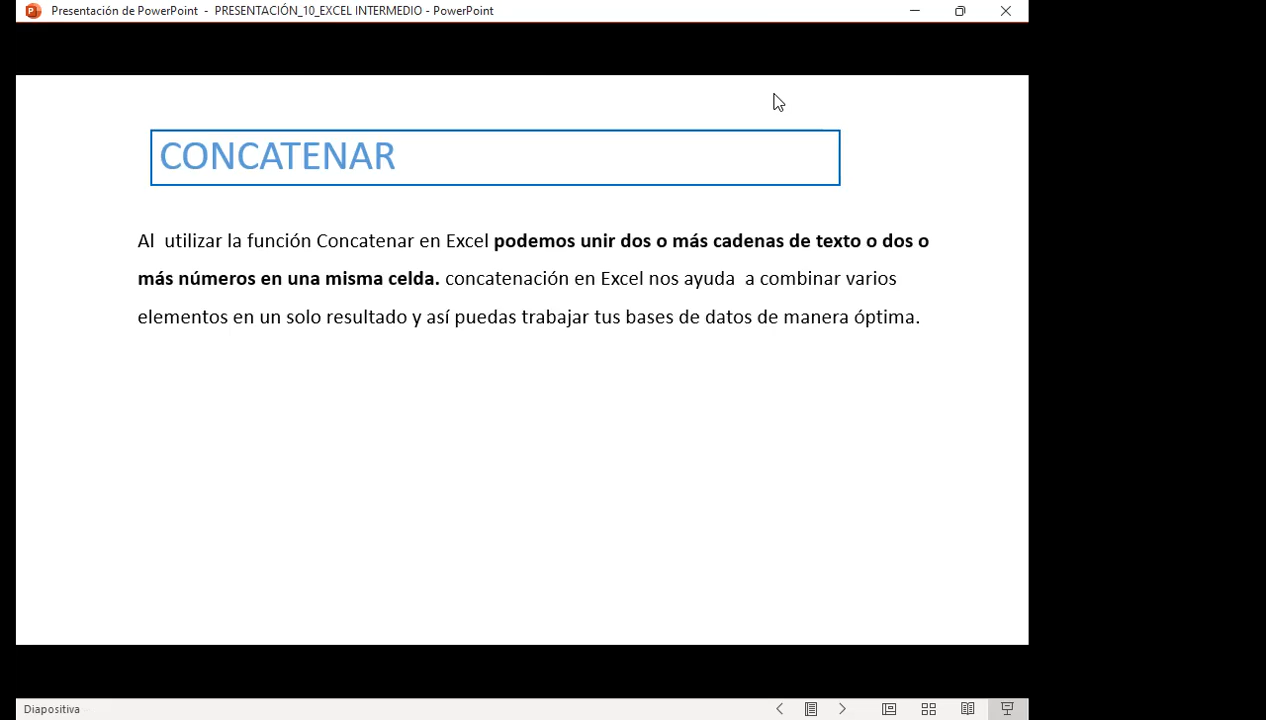 Presentación de PowerPoint - PRESENTACIÓN_10_EXCEL INTERMEDIO - PowerPoint
CONCATENAR
Al  utilizar la función Concatenar en Excel podemos unir dos o más cadenas de texto o dos o
más números en una misma celda. concatenación en Excel nos ayuda  a combinar varios
elementos en un solo resultado y así puedas trabajar tus bases de datos de manera óptima.
Diapositiva